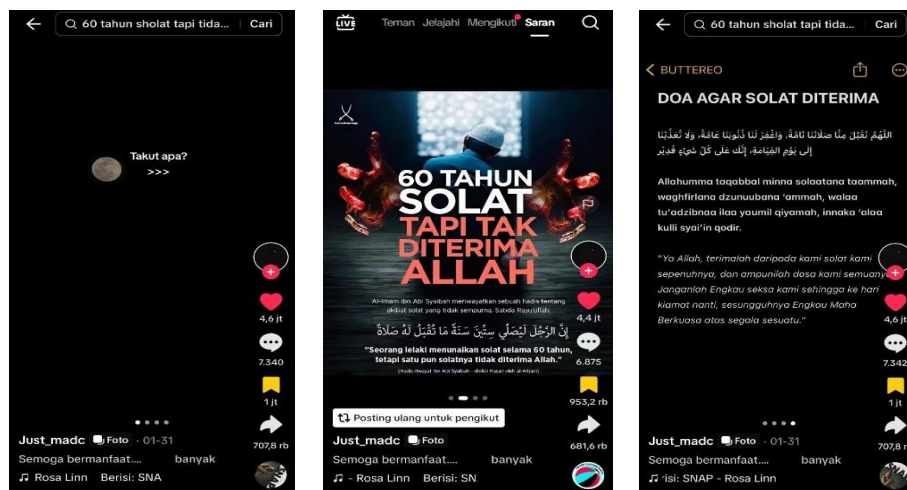 60 tahun sholat tapi tida...
Cari
Takut apa?
>>>
4,6 jt
7.340
1 jt
707,8 rb
Just_madc Foto · 01-31
Semoga bermanfaat.... banyak
Rosa Linn Berisi: SNA
LIVE
Teman Jelajahi Mengikuti Saran
60 TAHUN
SOLAT
TAPI TAK
DITERIMA
ALLAH
Al-Imam Ibn Abi Syaibah meriwayatkan sebuah hadis tentang
akibat solat yang tidak sempurna. Sabda Rasulullah:
إِنَّ الرَّجُلَ لَيُصَلِّي سِتِّينَ سَنَةً مَا تُقْبَلُ لَهُ صَلَاةٌ
"Seorang lelaki menunaikan solat selama 60 tahun,
tetapi satu pun solatnya tidak diterima Allah."
4,4 jt
6.875
953,2 rb
681,6 rb
Posting ulang untuk pengikut
Just_madc Foto
Semoga bermanfaat.... banyak
- Rosa Linn Berisi: SN
60 tahun sholat tapi tida...
Cari
BUTTEREO
DOA AGAR SOLAT DITERIMA
اللَّهُمَّ تَقَبَّلْ مِنَّا صَلَاتَنَا تَامَّةً، وَاغْفِرْ لَنَا ذُنُوبَنَا عَامَّةً، وَلَا تُعَذِّبْنَا
إِلَى يَوْمِ القِيَامَةِ، إِنَّكَ عَلَى كُلِّ شَيْءٍ قَدِيْر
Allahumma taqabbal minna solaatana taammah,
waghfirlana dzunuubana 'ammah, walaa
tu'adzibnaa ilaa yaumil qiyamah, innaka 'alaa
kulli syai'in qodir.
"Ya Allah, terimalah daripada kami solat kami
sepenuhnya, dan ampunilah dosa kami semuany
Janganlah Engkau seksa kami sehingga ke hari
kiamat nanti, sesungguhnya Engkau Maha
Berkuasa atas segala sesuatu."
4,6 jt
7.342
1 jt
707,8 r
Just_madc Foto · 01-31
Semoga bermanfaat.... banyak
isi: SNAP - Rosa Linn